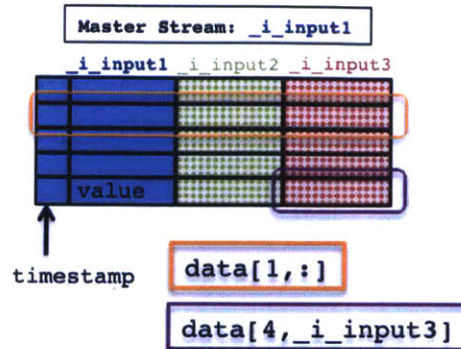 Master Stream: _i_input1
_i_input1 _i_input2 _i_input3
value
timestamp
data[1,:]
data[4,_i_input3]